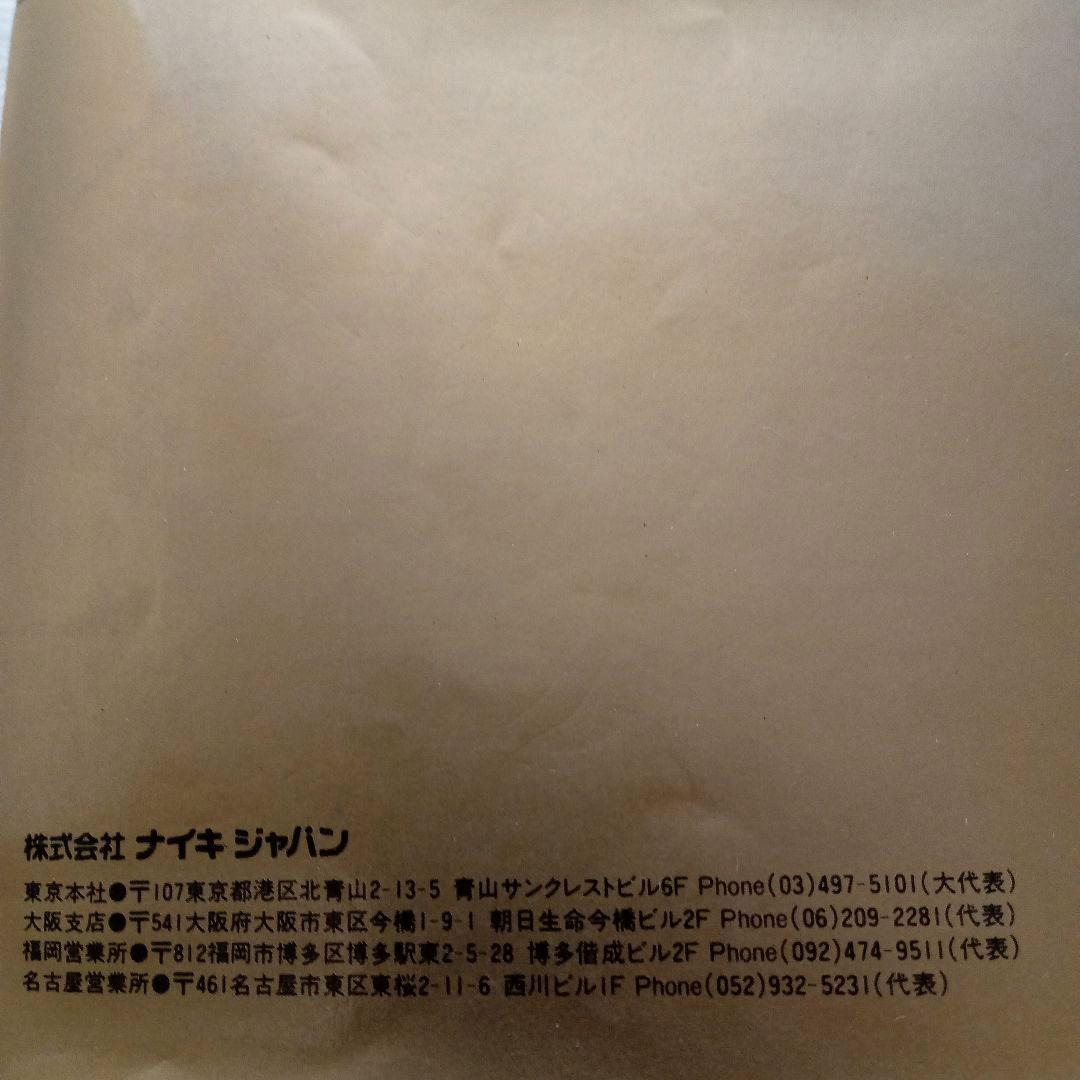 株式会社 ナイキ ジャパン
東京本社●〒107東京都港区北青山2-13-5 青山サンクレストビル6F Phone(03)497-5101(大代表)
大阪支店●〒541大阪府大阪市東区今橋1-9-1 朝日生命今橋ビル2F Phone(06)209-2281(代表)
福岡営業所●〒812福岡市博多区博多駅東2-5-28 博多偕成ビル2F Phone(092)474-9511(代表)
名古屋営業所●〒461名古屋市東区東桜2-11-6 西川ビル1F Phone(052)932-5231(代表)